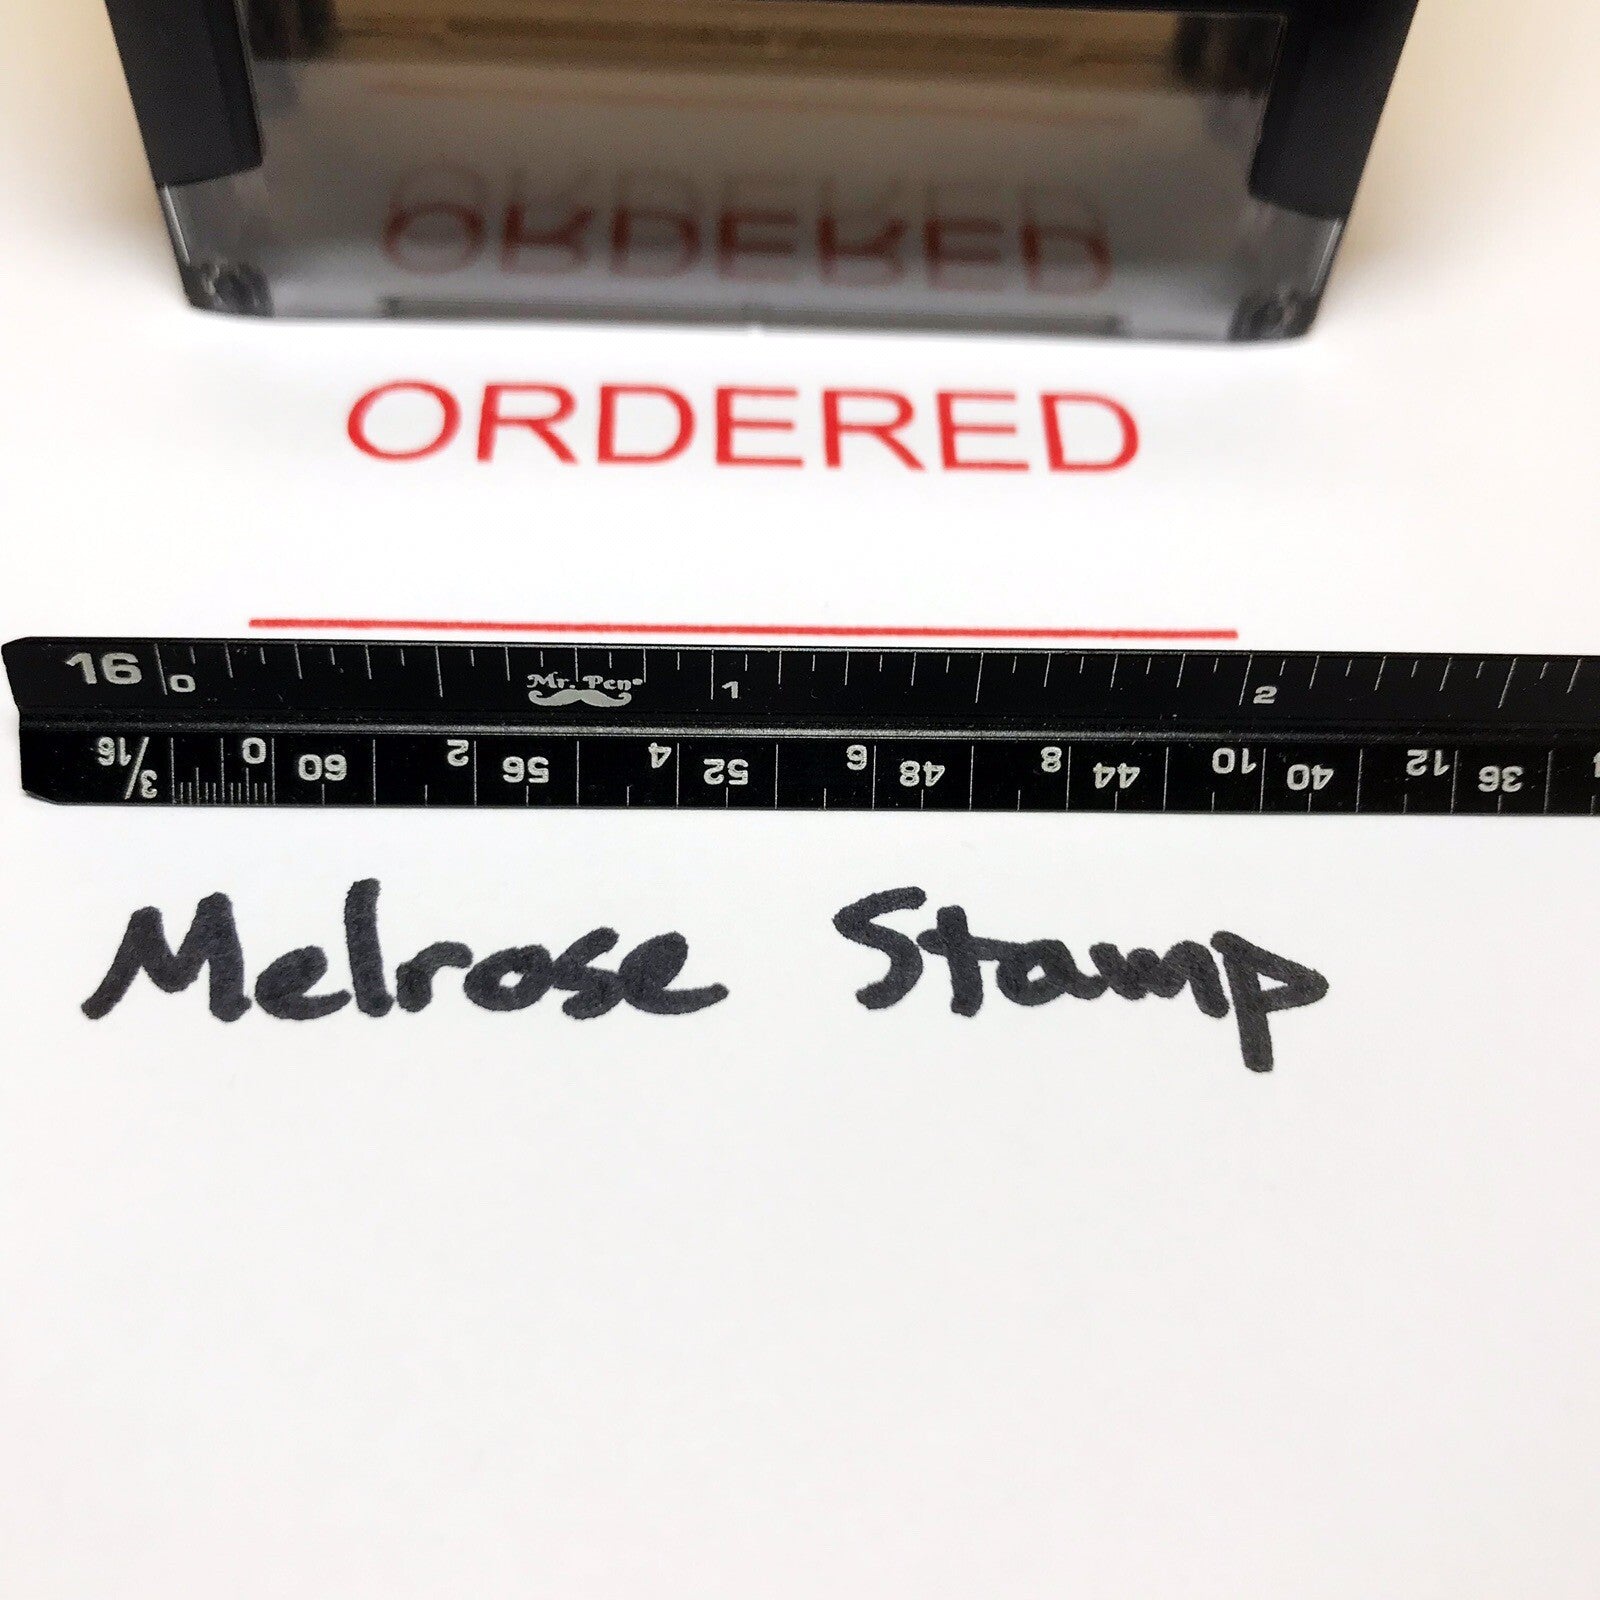 ORDERED
ORDERED
16 0 Mr. Pen® 1 2
3/16 0 60 2 56 4 52 6 48 8 44 10 40 12 36
Melrose Stamp